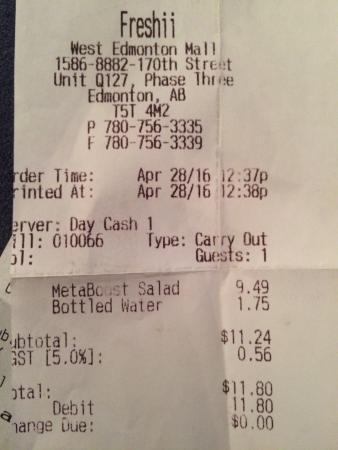 Freshii
West Edmonton Mall
1586-8882-170th Street
Unit Q127, Phase Three
Edmonton, AB
T5T 4M2
P 780-756-3335
F 780-756-3339
rder Time: Apr 28/16 12:37p
rinted At: Apr 28/16 12:38p
erver: Day Cash 1
ill: 010066 Type: Carry Out
ol: Guests: 1
MetaBoost Salad 9.49
Bottled Water 1.75
ubtotal: $11.24
GST [5.0%]: 0.56
otal: $11.80
Debit 11.80
hange Due: $0.00